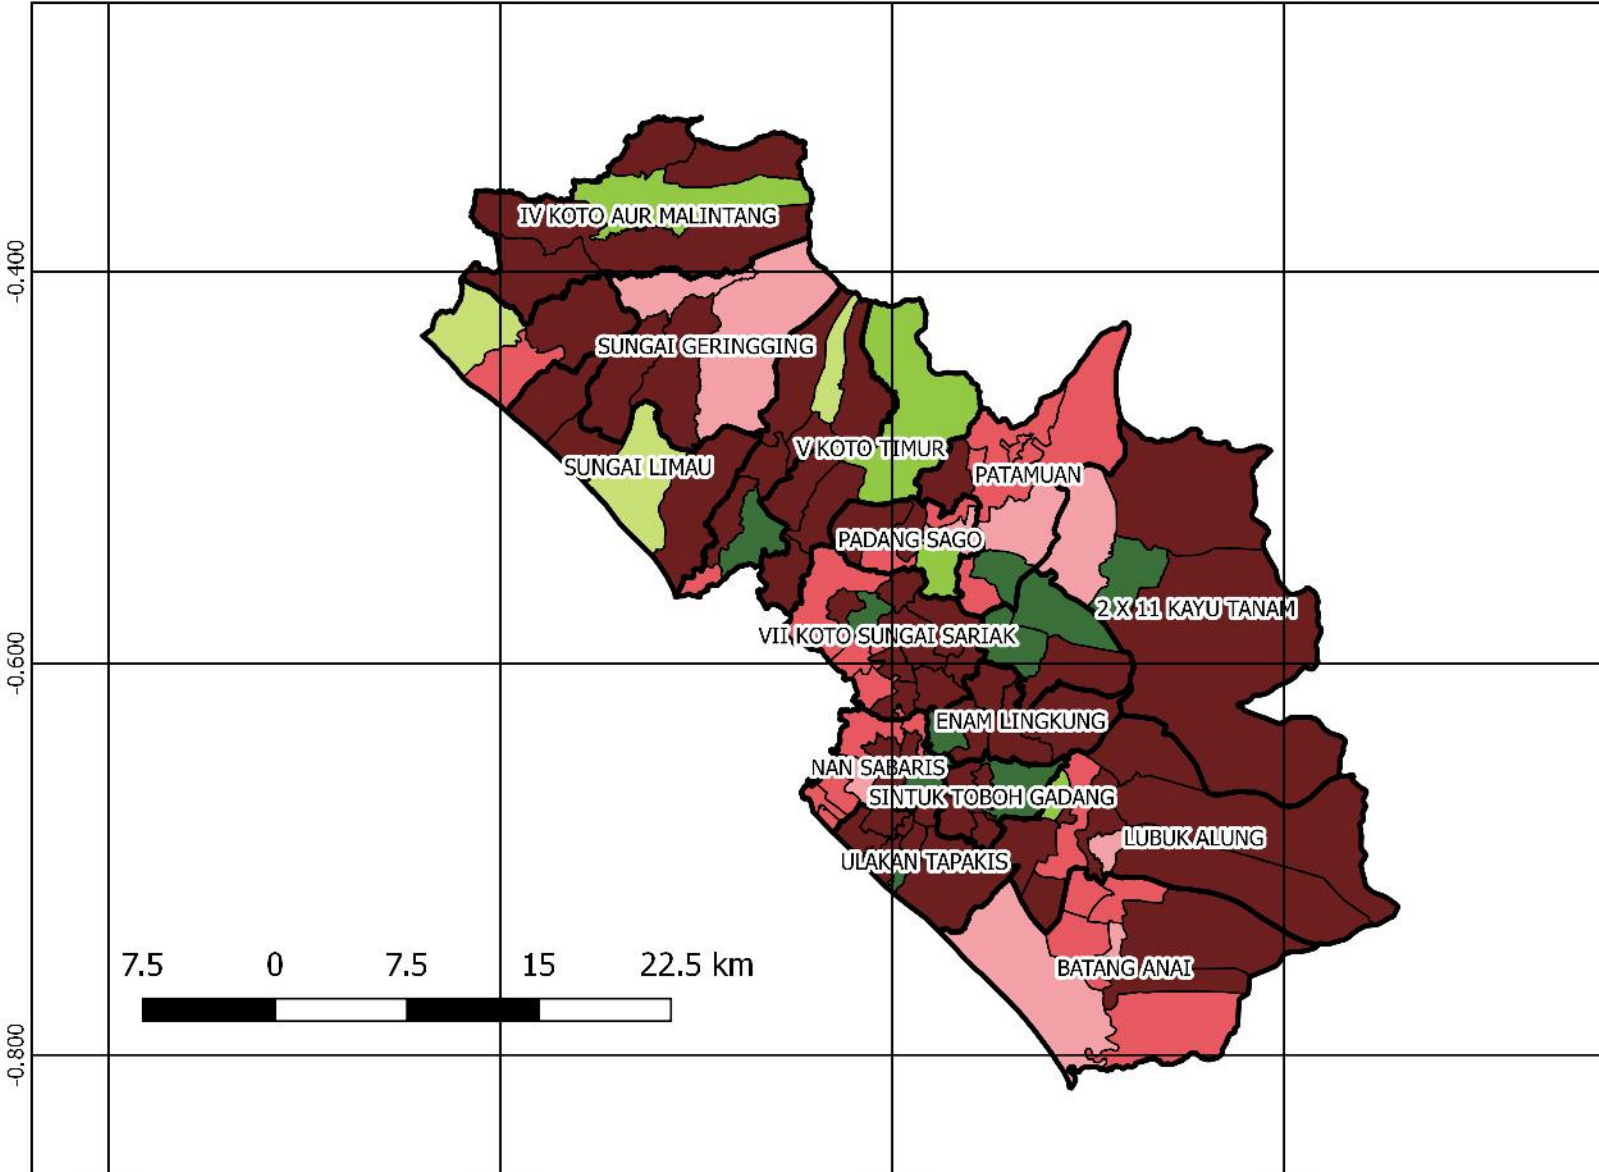 IV KOTO AUR MALINTANG
-0.400
SUNGAI GERINGGING
V KOTO TIMUR
SUNGAI LIMAU
PATAMUAN
PADANG SAGO
2 X 11 KAYU TANAM
VII KOTO SUNGAI SARIAK
-0.600
ENAM LINGKUNG
NAN SABARIS
SINTUK TOBOH GADANG
LUBUK ALUNG
ULAKAN TAPAKIS
7.5 0 7.5 15 22.5 km
BATANG ANAI
-0.800